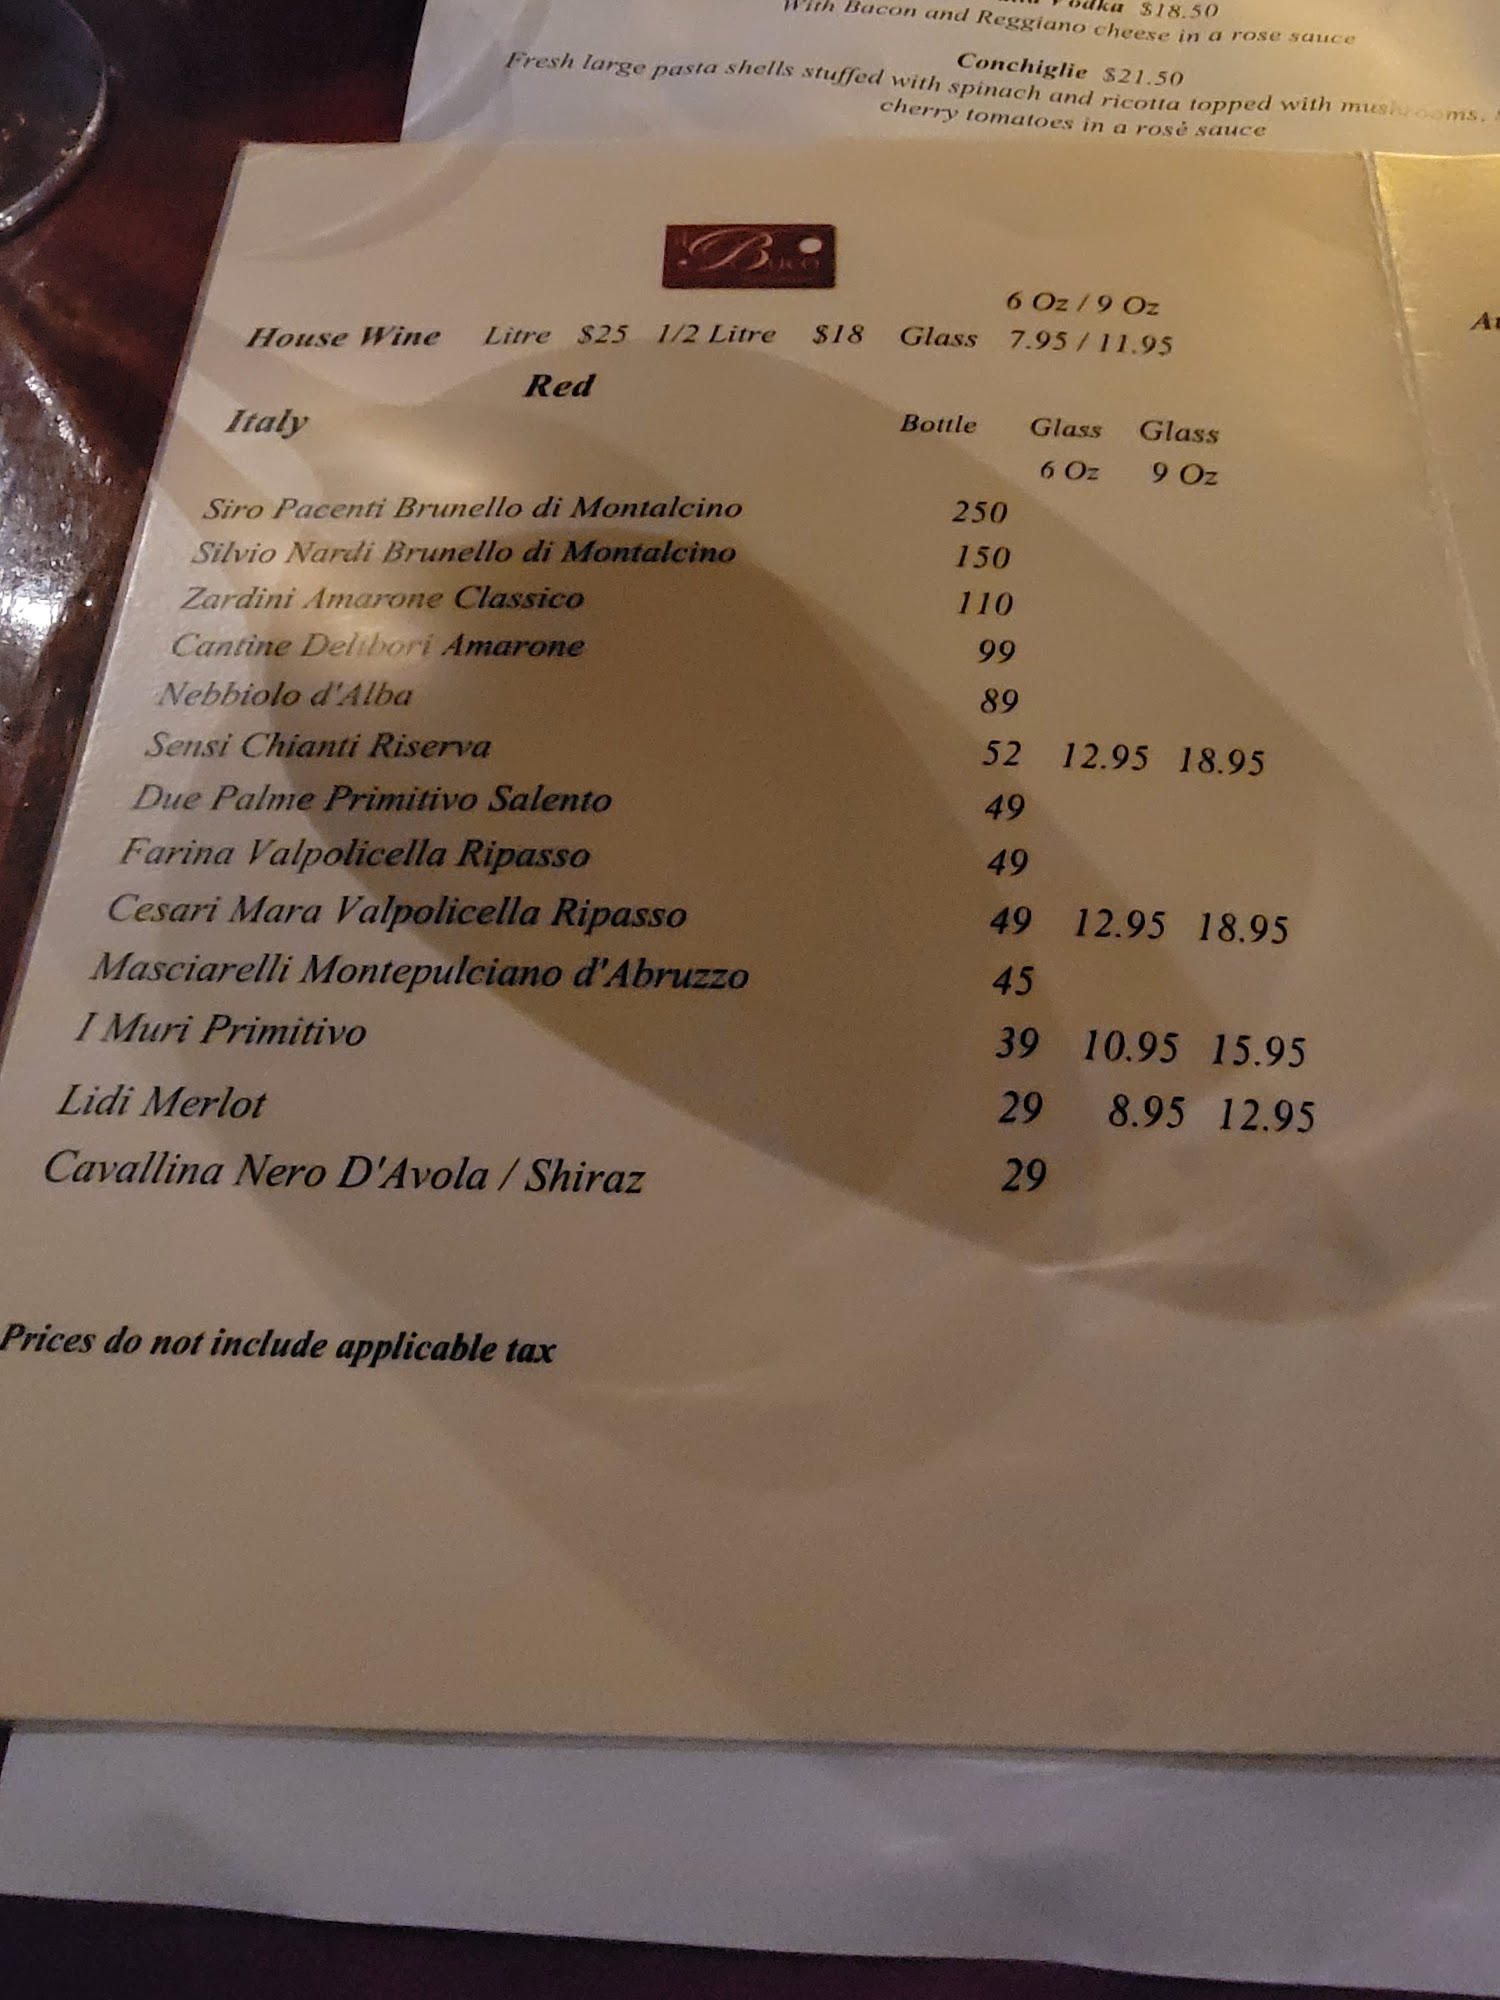 Vodka $18.50
With Bacon and Reggiano cheese in a rose sauce
Conchiglie $21.50
Fresh large pasta shells stuffed with spinach and ricotta topped with mushrooms,
cherry tomatoes in a rosè sauce
6 Oz / 9 Oz
House Wine Litre $25 1/2 Litre $18 Glass 7.95 / 11.95
Red
Italy Bottle Glass Glass
6 Oz 9 Oz
Siro Pacenti Brunello di Montalcino 250
Silvio Nardi Brunello di Montalcino 150
Zardini Amarone Classico 110
Cantine Delibori Amarone 99
Nebbiolo d'Alba 89
Sensi Chianti Riserva 52 12.95 18.95
Due Palme Primitivo Salento 49
Farina Valpolicella Ripasso 49
Cesari Mara Valpolicella Ripasso 49 12.95 18.95
Masciarelli Montepulciano d'Abruzzo 45
I Muri Primitivo 39 10.95 15.95
Lidi Merlot 29 8.95 12.95
Cavallina Nero D'Avola / Shiraz 29
Prices do not include applicable tax